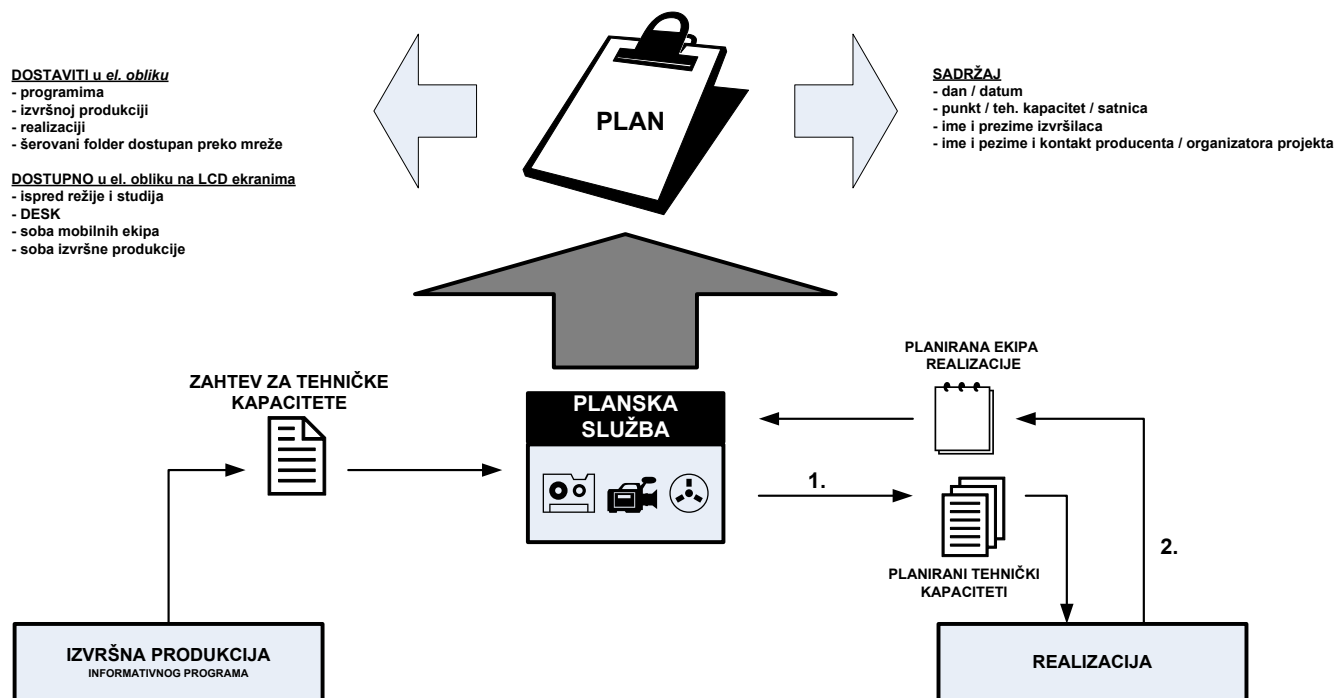 DOSTAVITI u el. obliku
- programima
- izvršnoj produkciji
- realizaciji
- šerovani folder dostupan preko mreže
DOSTUPNO u el. obliku na LCD ekranima
- ispred režije i studija
- DESK
- soba mobilnih ekipa
- soba izvršne produkcije
PLAN
SADRŽAJ
- dan / datum
- punkt / teh. kapacitet / satnica
- ime i prezime izvršilaca
- ime i pezime i kontakt producenta / organizatora projekta
ZAHTEV ZA TEHNIČKE
KAPACITETE
PLANSKA
SLUŽBA
PLANIRANA EKIPA
REALIZACIJE
1.
PLANIRANI TEHNIČKI
KAPACITETI
2.
IZVRŠNA PRODUKCIJA
INFORMATIVNOG PROGRAMA
REALIZACIJA